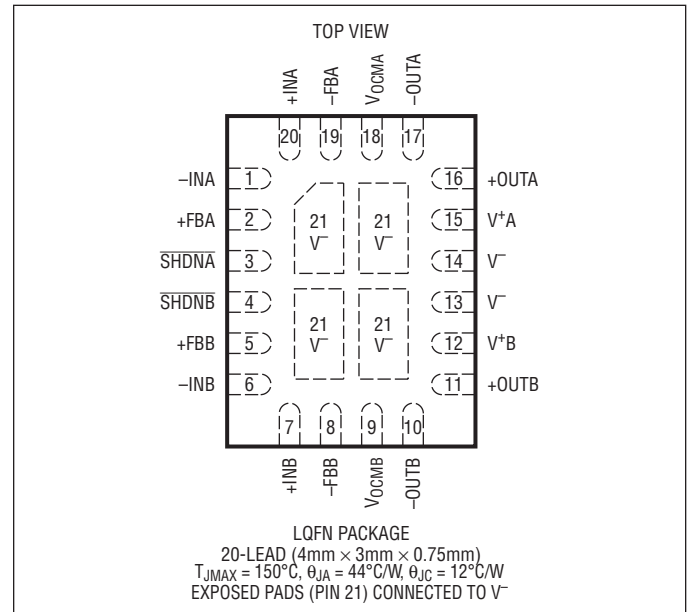 TOP VIEW
+INA
–FBA
VOCMA
–OUTA
20
19
18
17
–INA 1
16 +OUTA
+FBA 2
15 V+A
SHDNA 3
14 V–
SHDNB 4
13 V–
+FBB 5
12 V+B
–INB 6
11 +OUTB
21
V–
21
V–
21
V–
21
V–
7
8
9
10
+INB
–FBB
VOCMB
–OUTB
LQFN PACKAGE
20-LEAD (4mm × 3mm × 0.75mm)
TJMAX = 150°C, θJA = 44°C/W, θJC = 12°C/W
EXPOSED PADS (PIN 21) CONNECTED TO V–